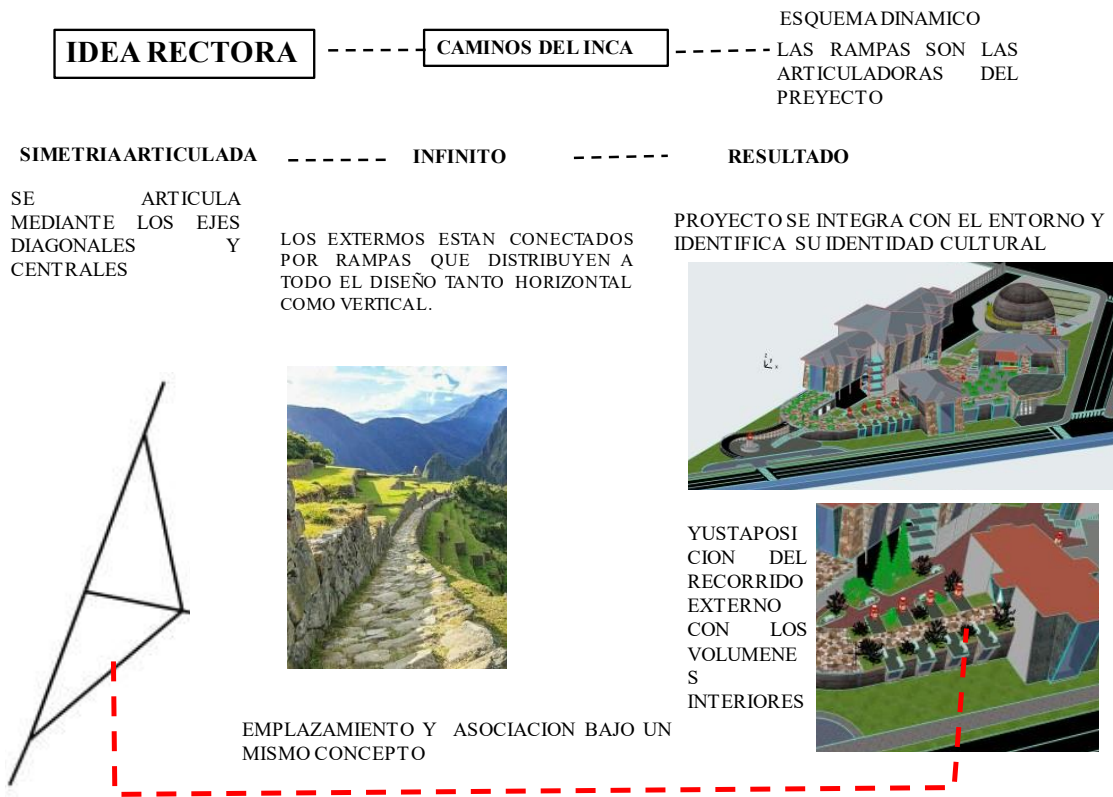 IDEA RECTORA
CAMINOS DEL INCA
ESQUEMA DINAMICO
LAS RAMPAS SON LAS
ARTICULADORAS DEL
PREYECTO
SIMETRIA ARTICULADA
INFINITO
RESULTADO
SE ARTICULA
MEDIANTE LOS EJES
DIAGONALES Y
CENTRALES
LOS EXTERMOS ESTAN CONECTADOS
POR RAMPAS QUE DISTRIBUYEN A
TODO EL DISEÑO TANTO HORIZONTAL
COMO VERTICAL.
PROYECTO SE INTEGRA CON EL ENTORNO Y
IDENTIFICA SU IDENTIDAD CULTURAL
YUSTAPOSI
CION DEL
RECORRIDO
EXTERNO
CON LOS
VOLUMENE
S
INTERIORES
EMPLAZAMIENTO Y ASOCIACION BAJO UN
MISMO CONCEPTO